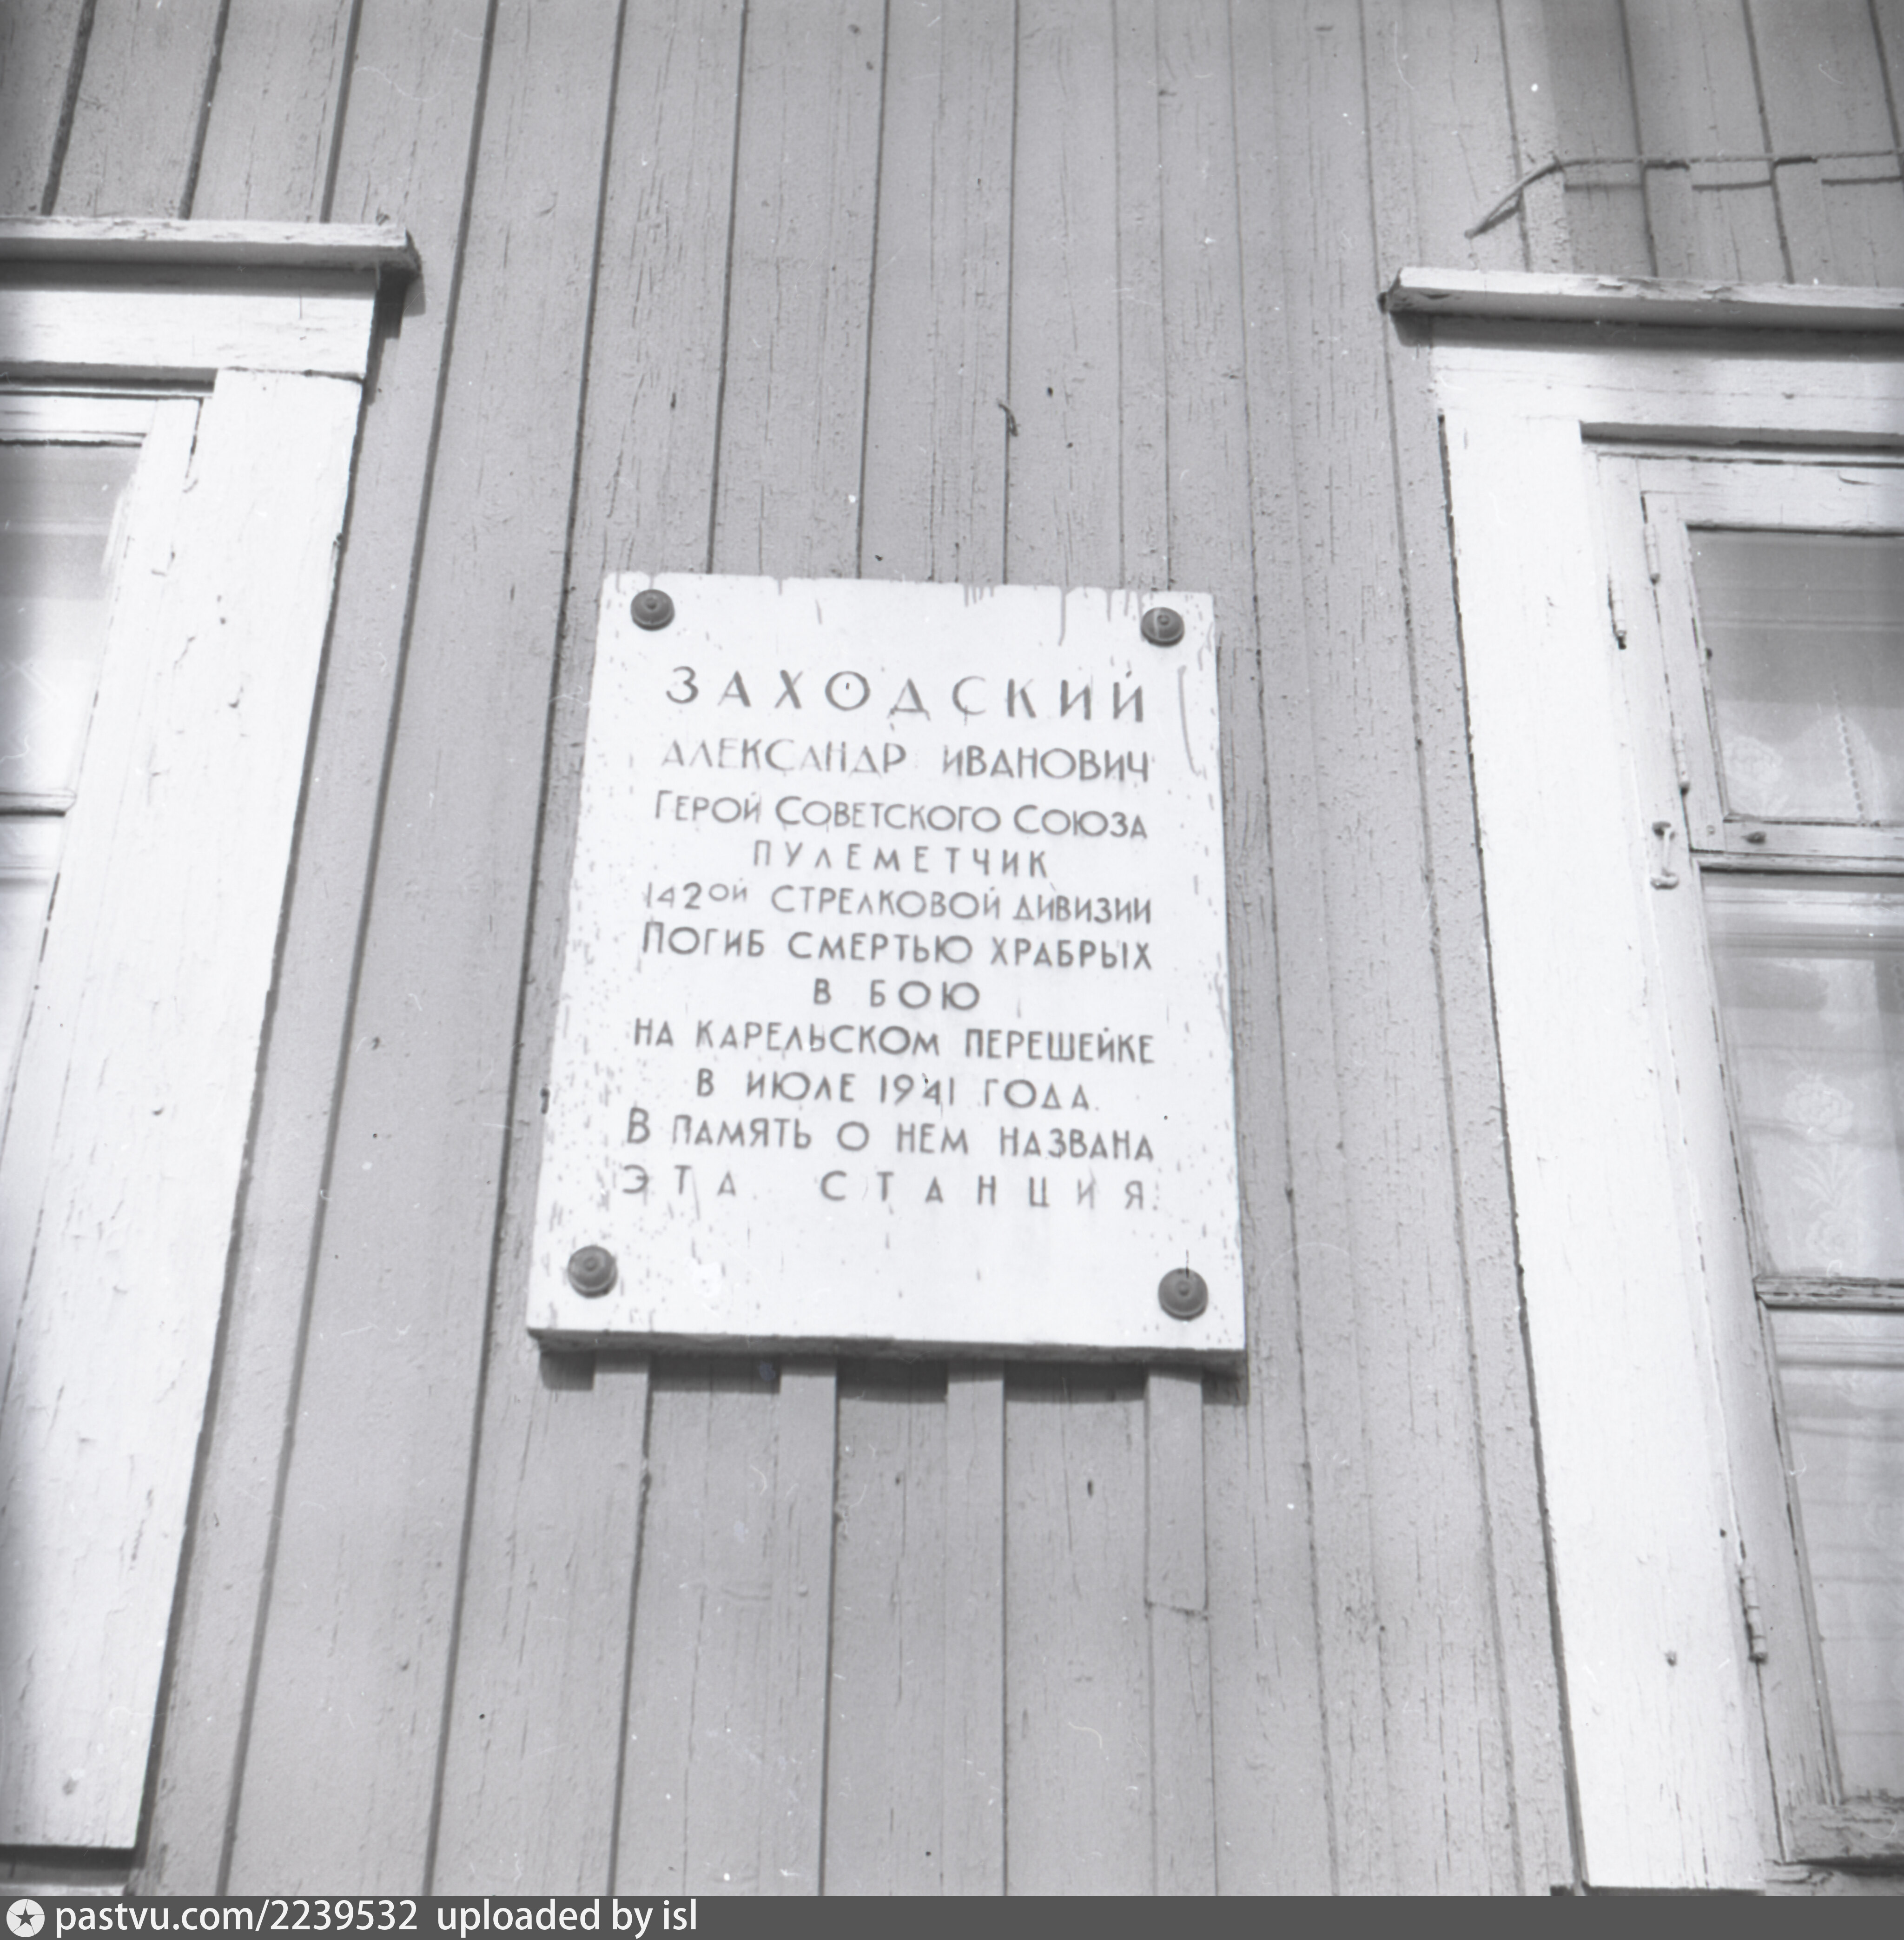 ЗАХОДСКИЙ
АЛЕКСАНДР ИВАНОВИЧ
ГЕРОЙ СОВЕТСКОГО СОЮЗА
ПУЛЕМЕТЧИК
142ОЙ СТРЕЛКОВОЙ ДИВИЗИИ
ПОГИБ СМЕРТЬЮ ХРАБРЫХ
В БОЮ
НА КАРЕЛЬСКОМ ПЕРЕШЕЙКЕ
В ИЮЛЕ 1941 ГОДА.
В ПАМЯТЬ О НЕМ НАЗВАНА
ЭТА СТАНЦИЯ.
pastvu.com/2239532 uploaded by isl